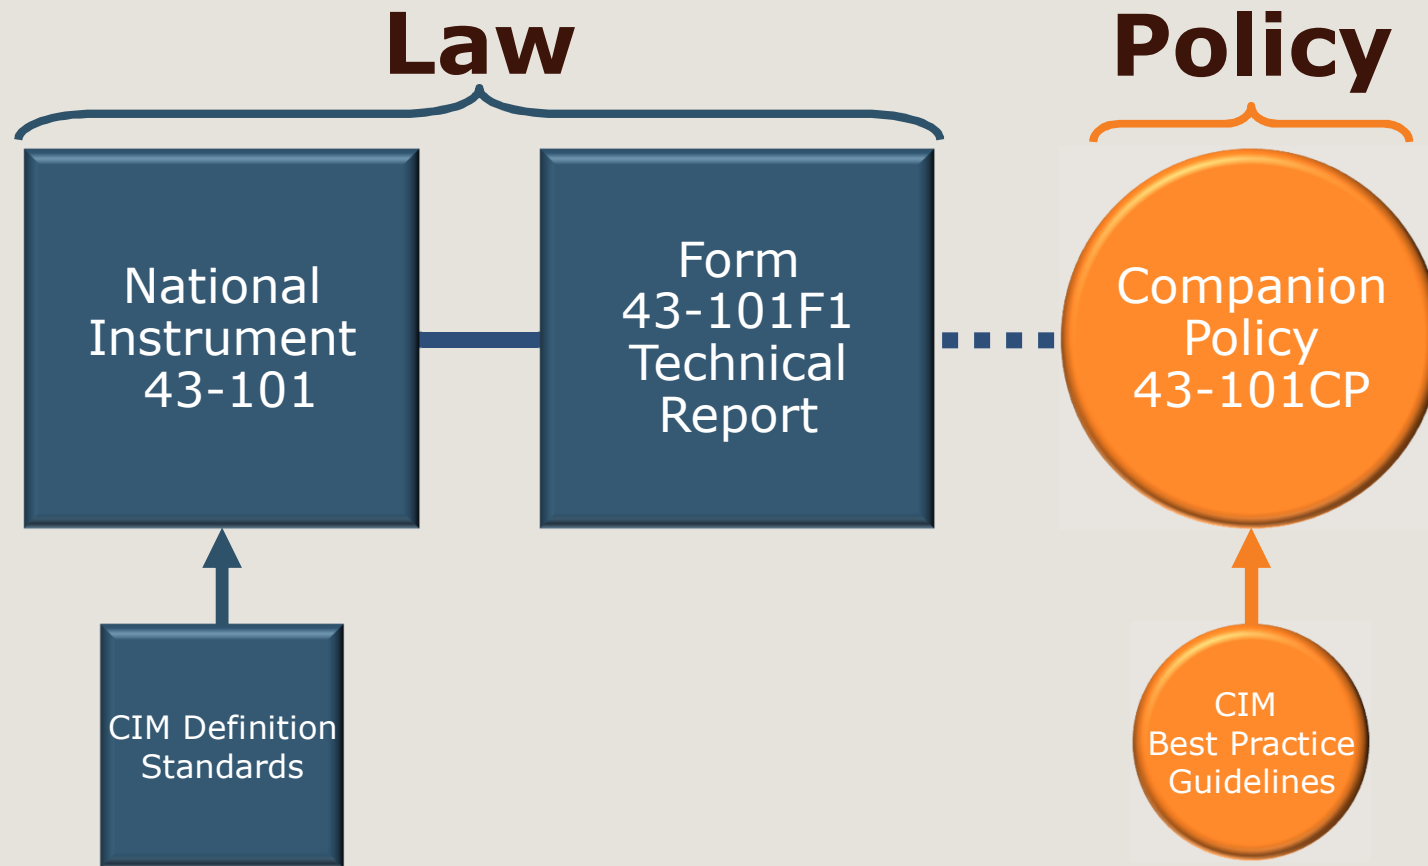 Law
Policy
National
Instrument
43-101
Form
43-101F1
Technical
Report
Companion
Policy
43-101CP
CIM Definition
Standards
CIM
Best Practice
Guidelines